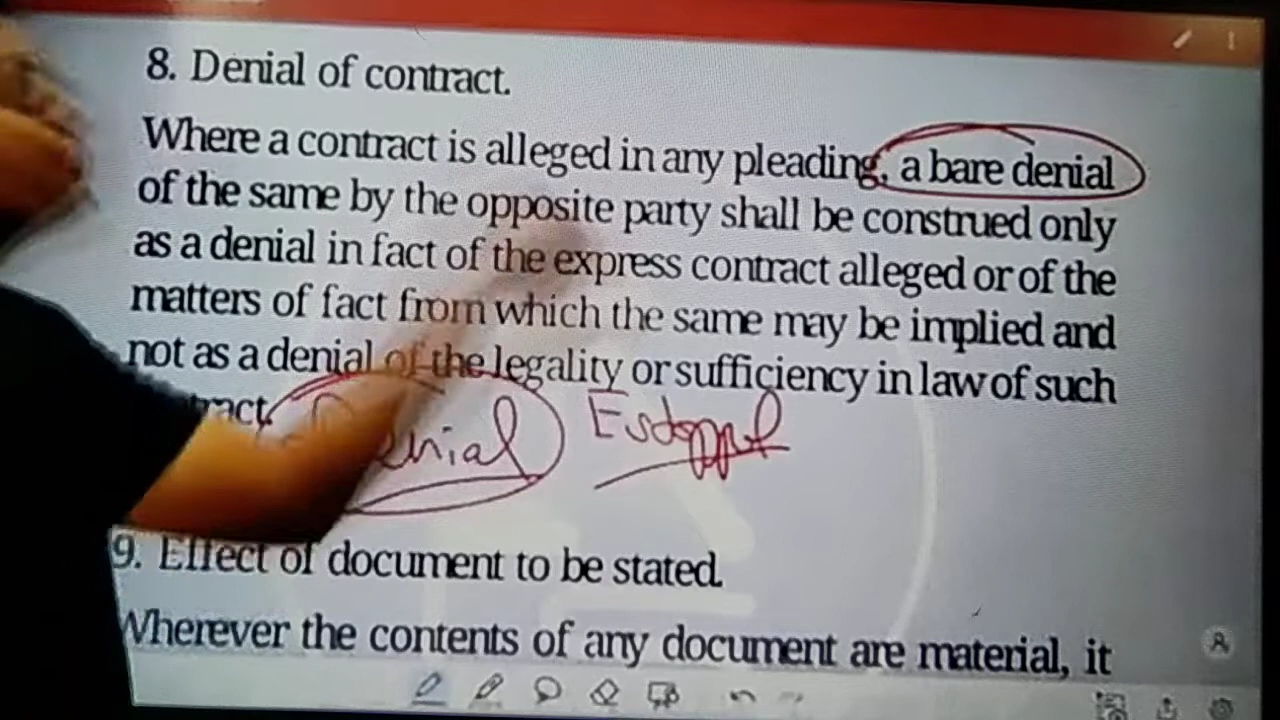 8. Denial of contract.
Where a contract is alleged in any pleading, a bare denial
of the same by the opposite party shall be construed only
as a denial in fact of the express contract alleged or of the
matters of fact from which the same may be implied and
not as a denial of the legality or sufficiency in law of such
Denial
9. Effect of document to be stated.
Wherever the contents of any document are material, it